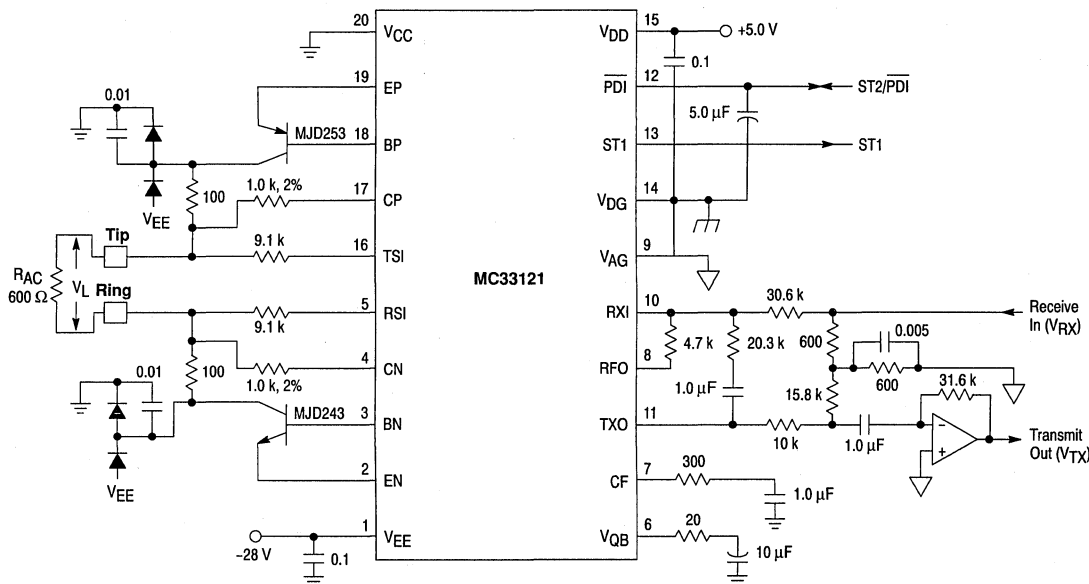 20
VCC
15
VDD
+5.0 V
0.1
19
EP
12
PDI
ST2/PDI
0.01
MJD253
18
BP
5.0 µF
13
ST1
ST1
100
1.0 k, 2%
17
CP
VEE
14
VDG
Tip
9.1 k
16
TSI
9
VAG
RAC
600 Ω
VL
MC33121
Ring
9.1 k
5
RSI
10
RXI
30.6 k
Receive
In (VRX)
4.7 k
20.3 k
600
0.005
0.01
100
1.0 k, 2%
4
CN
8
RFO
600
1.0 µF
15.8 k
31.6 k
MJD243
3
BN
11
TXO
10 k
1.0 µF
Transmit
Out (VTX)
VEE
2
EN
7
CF
300
1.0 µF
1
VEE
–28 V
0.1
6
VQB
20
10 µF